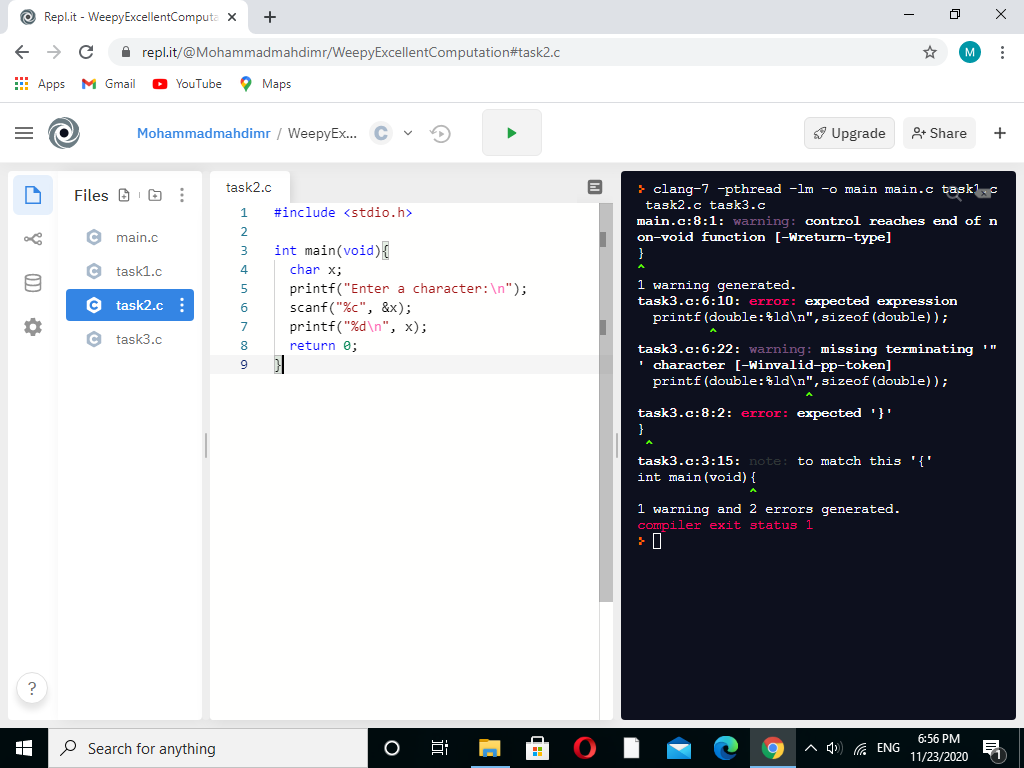 Repl.it - WeepyExcellentComputa
repl.it/@Mohammadmahdimr/WeepyExcellentComputation#task2.c
M
Apps Gmail YouTube Maps
Mohammadmahdimr / WeepyEx... C
Upgrade Share
Files
main.c
task1.c
task2.c
task3.c
?
task2.c
1 #include <stdio.h>
2
3 int main(void){
4 char x;
5 printf("Enter a character:\n");
6 scanf("%c", &x);
7 printf("%d\n", x);
8 return 0;
9 }
clang-7 -pthread -lm -o main main.c task1.c
task2.c task3.c
main.c:8:1: warning: control reaches end of n
on-void function [-Wreturn-type]
}
^
1 warning generated.
task3.c:6:10: error: expected expression
printf(double:%ld\n",sizeof(double));
^
task3.c:6:22: warning: missing terminating '"
' character [-Winvalid-pp-token]
printf(double:%ld\n",sizeof(double));
^
task3.c:8:2: error: expected '}'
}
^
task3.c:3:15: note: to match this '{'
int main(void){
^
1 warning and 2 errors generated.
compiler exit status 1
Search for anything
ENG
6:56 PM
11/23/2020
1